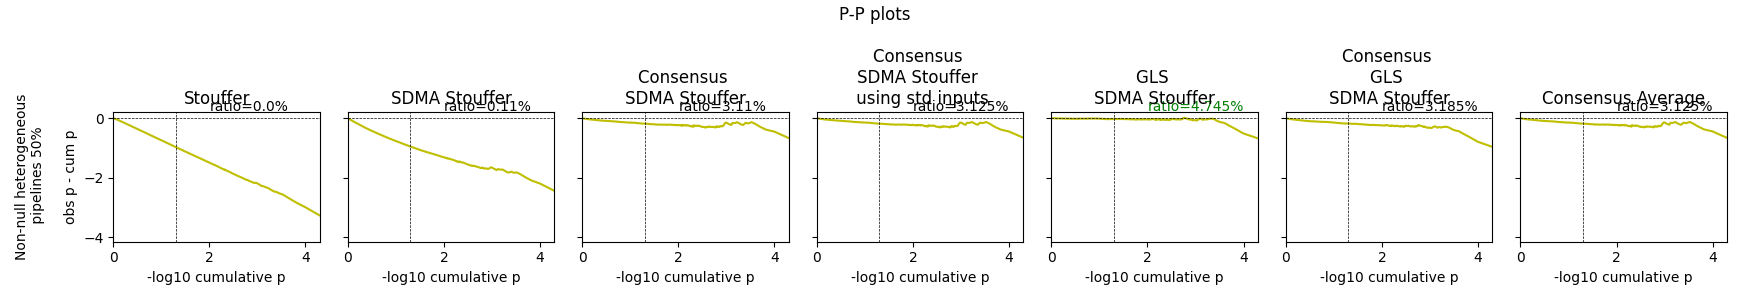 P-P plots
Non-null heterogeneous
pipelines 50%
obs p - cum p
Stouffer
ratio=0.0%
0
−2
−4
0 2 4
-log10 cumulative p
SDMA Stouffer
ratio=0.11%
0 2 4
-log10 cumulative p
Consensus
SDMA Stouffer
ratio=3.11%
0 2 4
-log10 cumulative p
Consensus
SDMA Stouffer
using std inputs
ratio=3.125%
0 2 4
-log10 cumulative p
GLS
SDMA Stouffer
ratio=4.745%
0 2 4
-log10 cumulative p
Consensus
GLS
SDMA Stouffer
ratio=3.185%
0 2 4
-log10 cumulative p
Consensus Average
ratio=3.125%
0 2 4
-log10 cumulative p